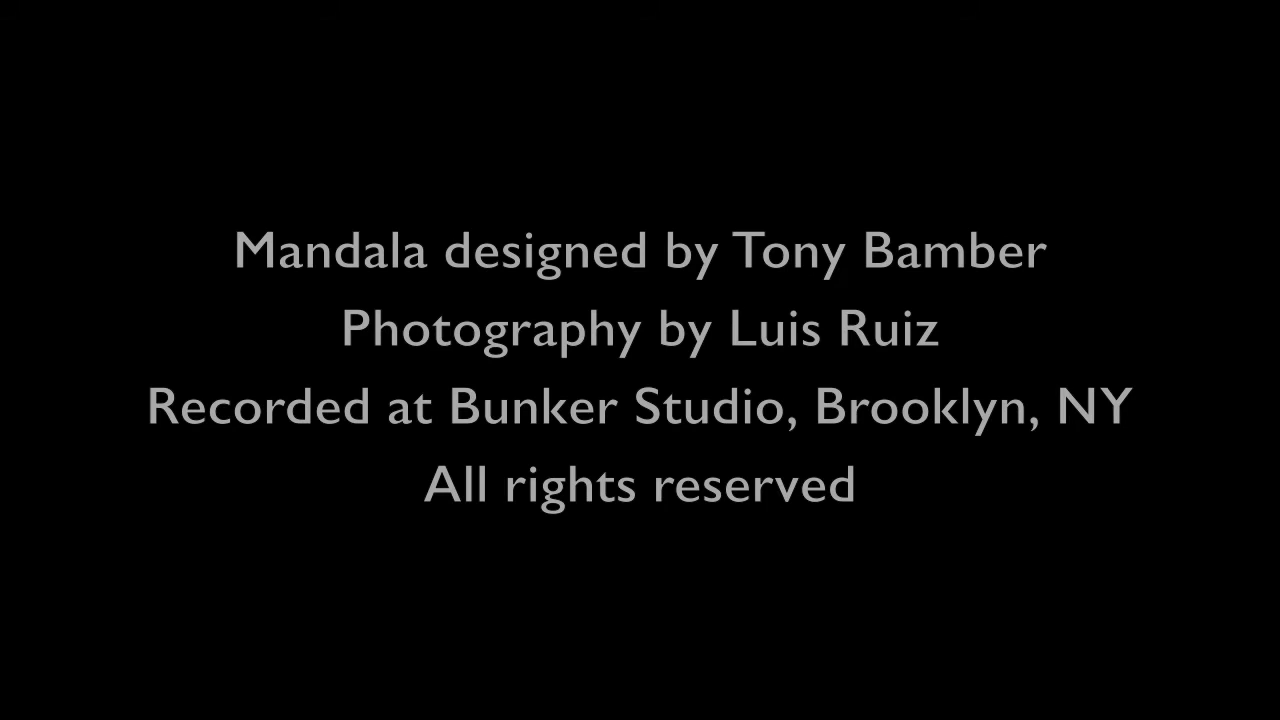 Mandala designed by Tony Bamber
Photography by Luis Ruiz
Recorded at Bunker Studio, Brooklyn, NY
All rights reserved